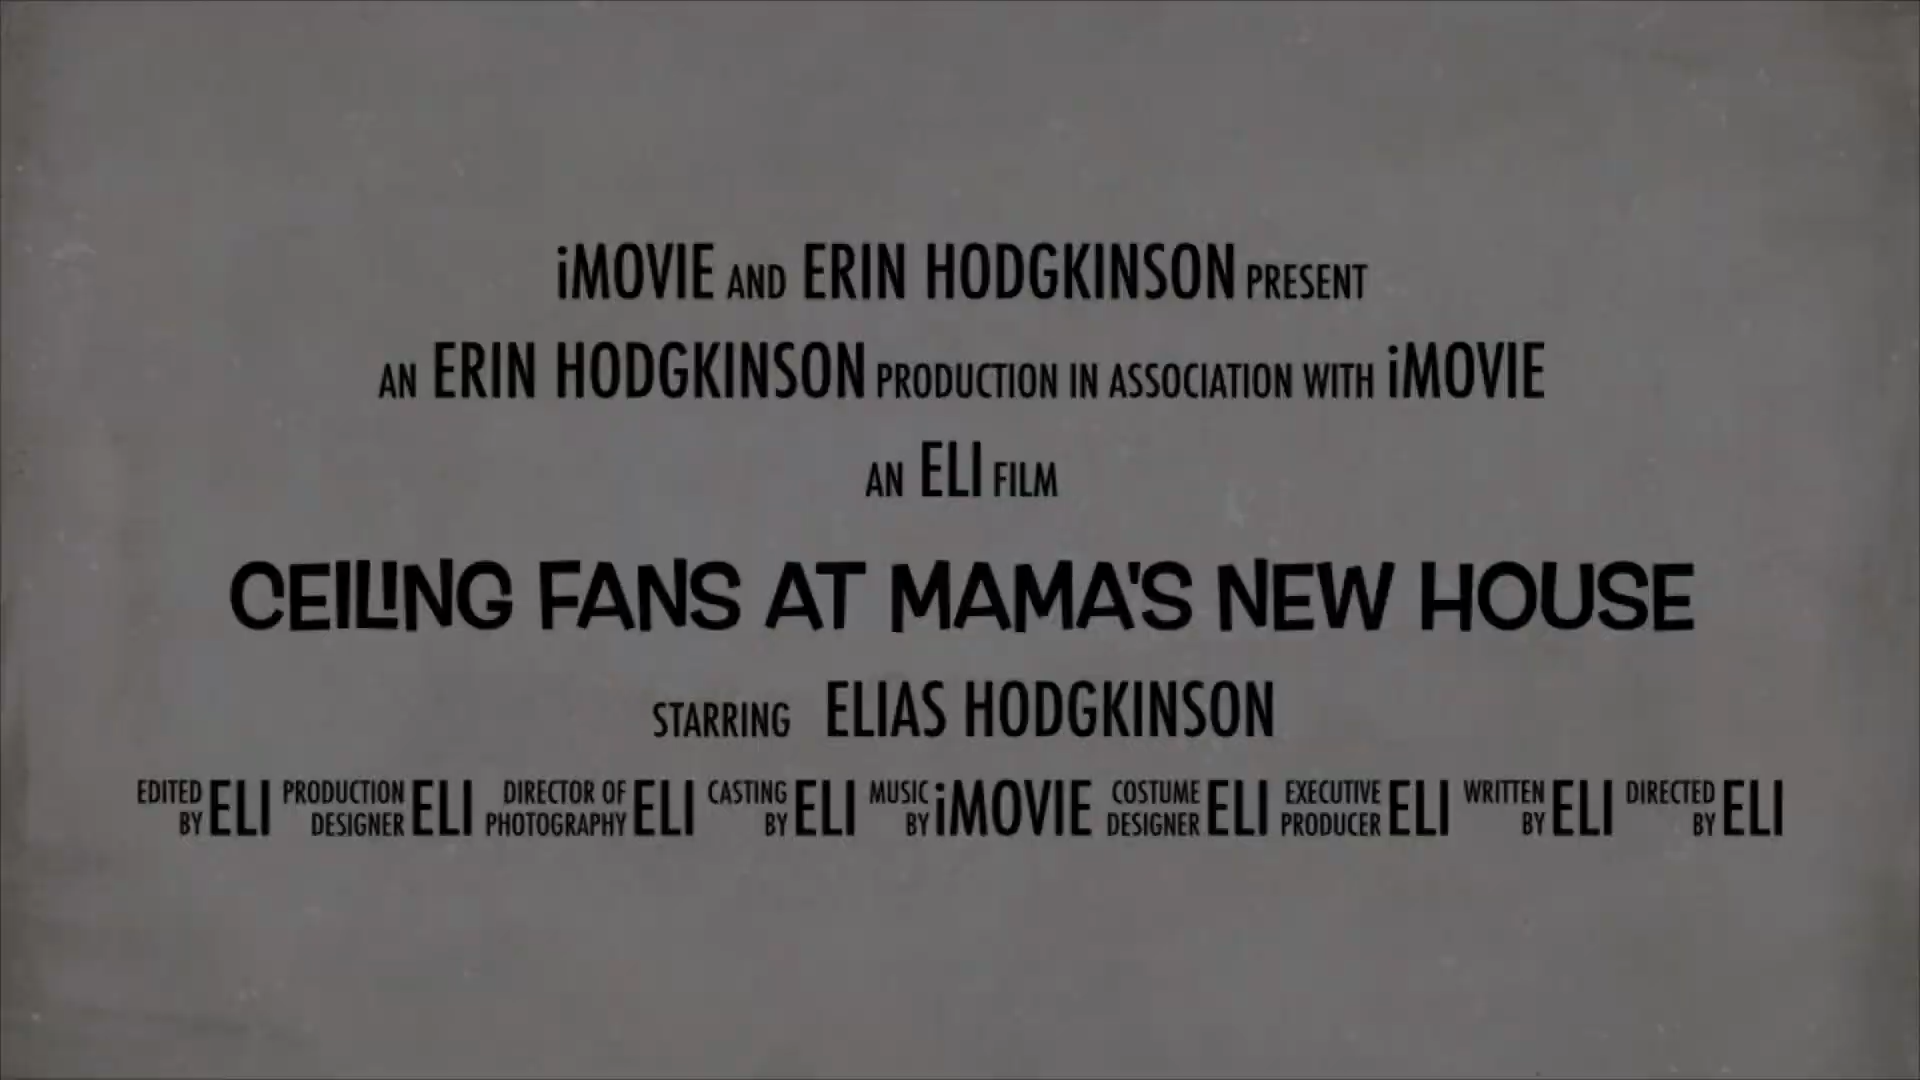 iMOVIE AND ERIN HODGKINSON PRESENT
AN ERIN HODGKINSON PRODUCTION IN ASSOCIATION WITH iMOVIE
AN ELI FILM
CEILING FANS AT MAMA'S NEW HOUSE
STARRING ELIAS HODGKINSON
EDITED BY ELI PRODUCTION DESIGNER ELI DIRECTOR OF PHOTOGRAPHY ELI CASTING BY ELI MUSIC BY iMOVIE COSTUME DESIGNER ELI EXECUTIVE PRODUCER ELI WRITTEN BY ELI DIRECTED BY ELI